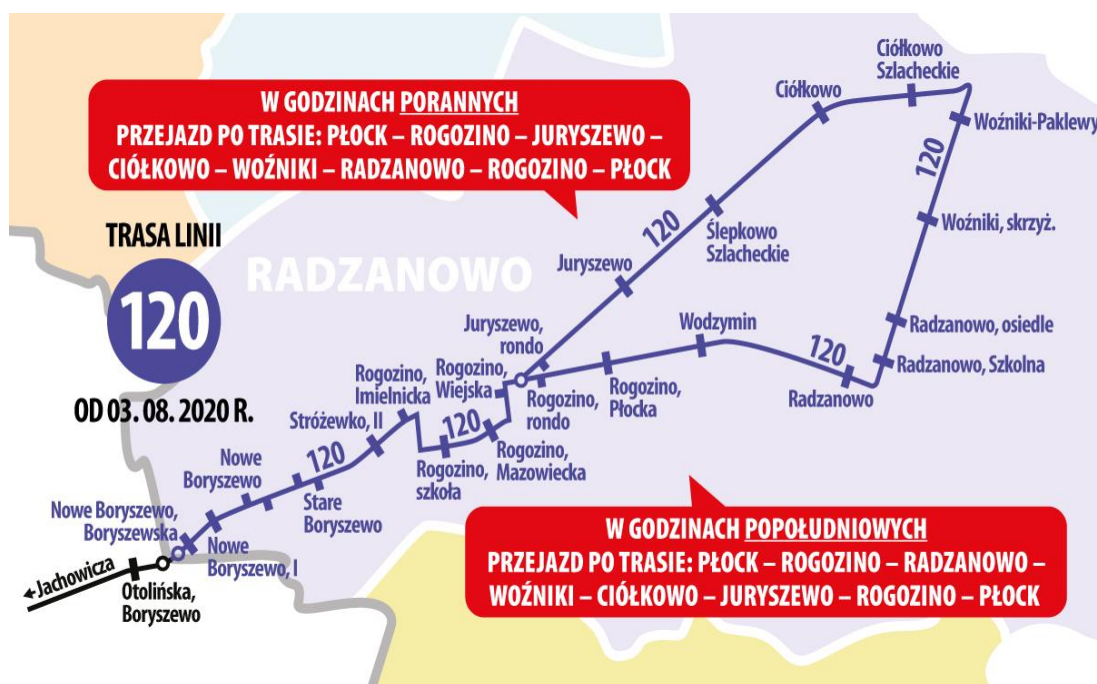 W GODZINACH PORANNYCH
PRZEJAZD PO TRASIE: PŁOCK – ROGOZINO – JURYSZEWO –
CIÓŁKOWO – WOŹNIKI – RADZANOWO – ROGOZINO – PŁOCK
TRASA LINII
120
OD 03. 08. 2020 R.
RADZANOWO
Ciółkowo
Szlacheckie
Ciółkowo
Woźniki-Paklewy
120
Woźniki, skrzyż.
120
Ślepkowo
Szlacheckie
Juryszewo
Radzanowo, osiedle
Radzanowo, Szkolna
Wodzymin
120
Radzanowo
Juryszewo,
rondo
Rogozino,
Wiejska
Rogozino,
rondo
Rogozino,
Płocka
Rogozino,
Imielnicka
120
Rogozino,
Mazowiecka
Rogozino,
szkoła
Stróżewko, II
120
Nowe
Boryszewo
Stare
Boryszewo
Nowe Boryszewo,
Boryszewska
Nowe
Boryszewo, I
←Jachowicza
Otolińska,
Boryszewo
W GODZINACH POPOŁUDNIOWYCH
PRZEJAZD PO TRASIE: PŁOCK – ROGOZINO – RADZANOWO –
WOŹNIKI – CIÓŁKOWO – JURYSZEWO – ROGOZINO – PŁOCK